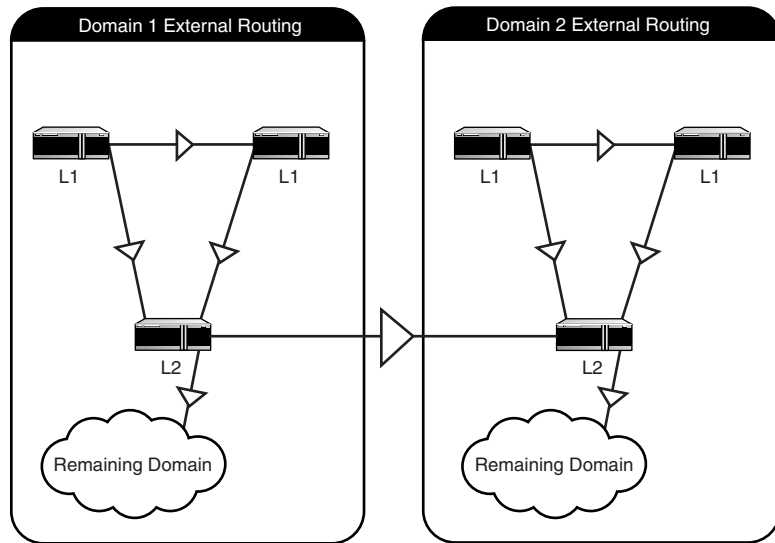 Domain 1 External Routing
L1
L1
L2
Remaining Domain
Domain 2 External Routing
L1
L1
L2
Remaining Domain